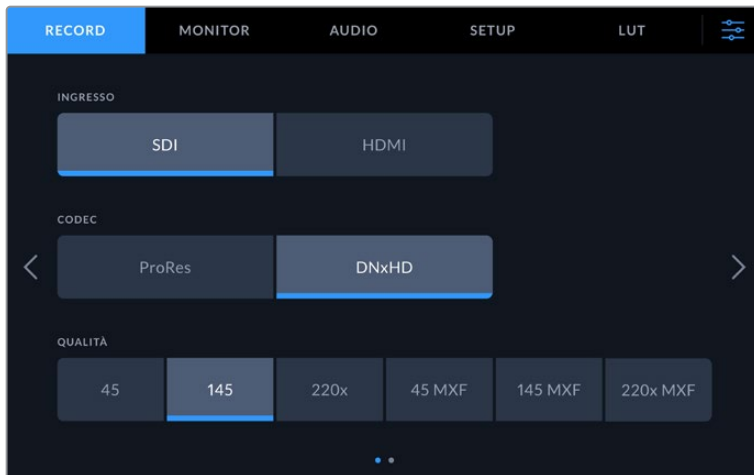 RECORD MONITOR AUDIO SETUP LUT
INGRESSO
SDI HDMI
CODEC
ProRes DNxHD
QUALITÀ
45 145 220x 45 MXF 145 MXF 220x MXF